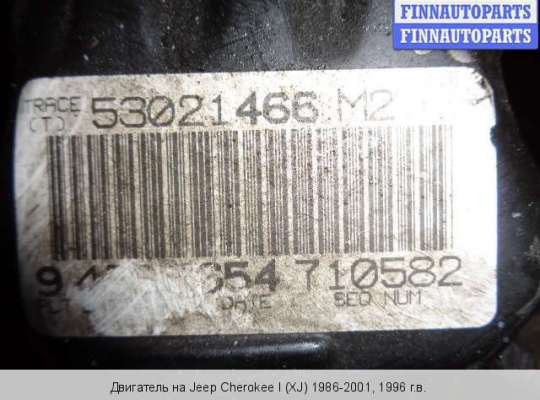 FINNAUTOPARTS
FINNAUTOPARTS
TRACE 53021466 M2
(T)
654 710582
DATE SEQ NUM
Двигатель на Jeep Cherokee I (XJ) 1986-2001, 1996 г.в.